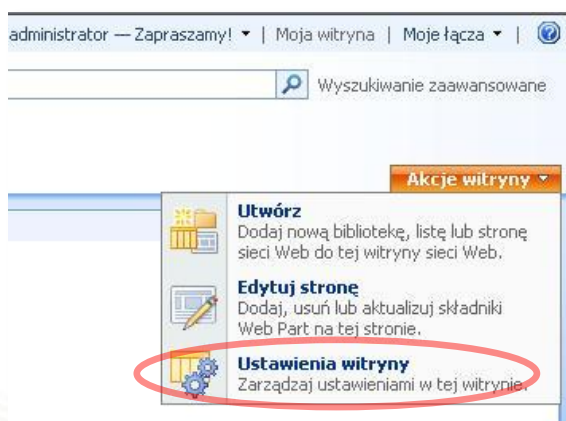 administrator — Zapraszamy! | Moja witryna | Moje łącza |
Wyszukiwanie zaawansowane
Akcje witryny
Utwórz
Dodaj nową bibliotekę, listę lub stronę
sieci Web do tej witryny sieci Web.
Edytuj stronę
Dodaj, usuń lub aktualizuj składniki
Web Part na tej stronie.
Ustawienia witryny
Zarządzaj ustawieniami w tej witrynie.